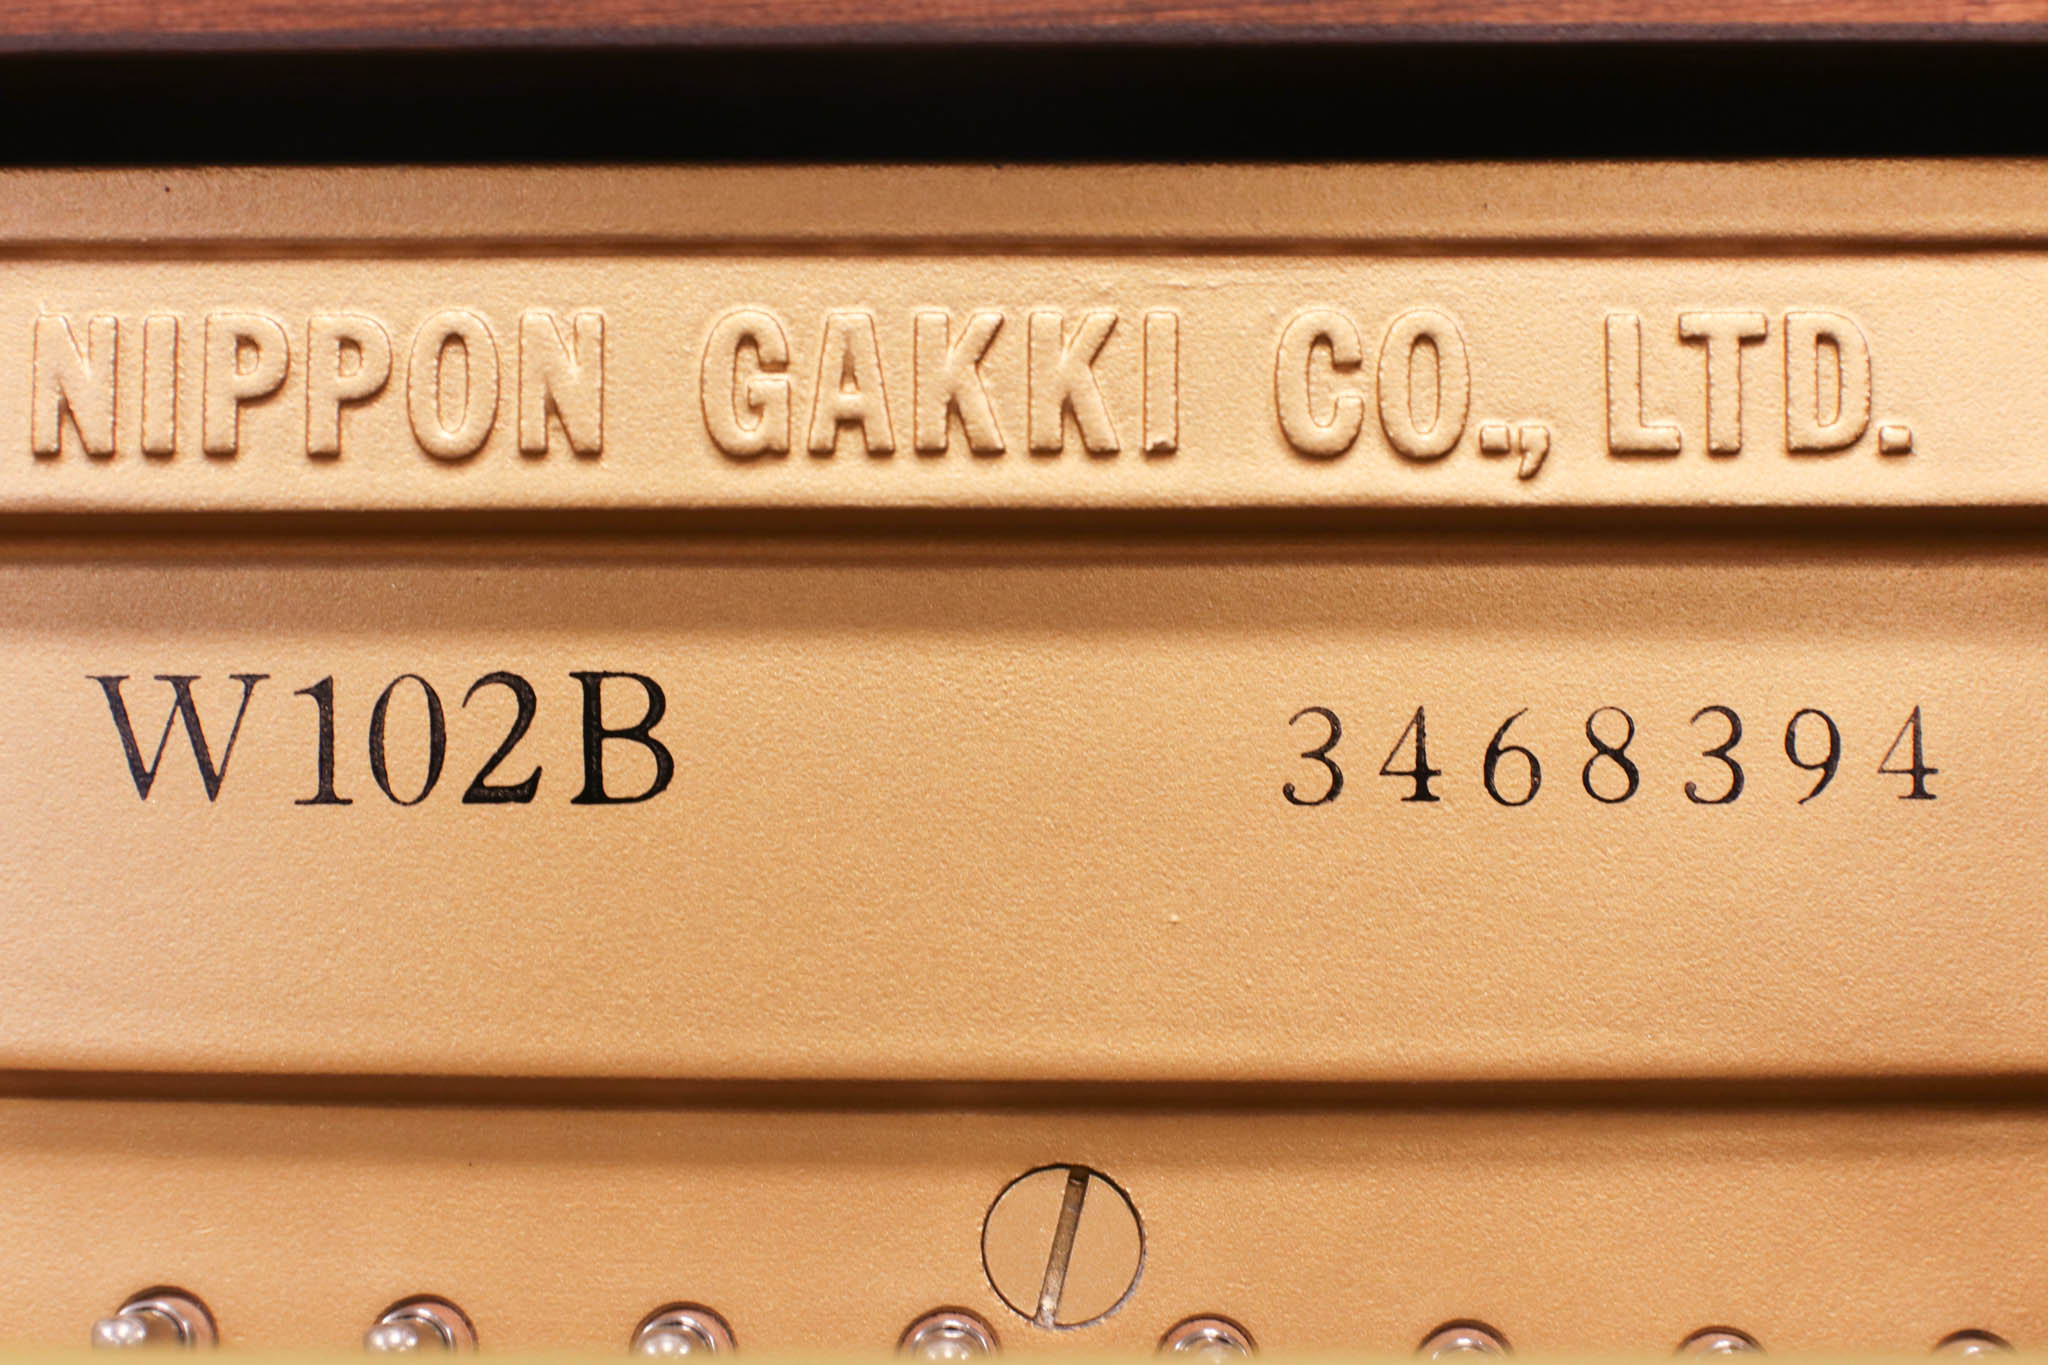 NIPPON GAKKI CO., LTD.
W102B 3468394